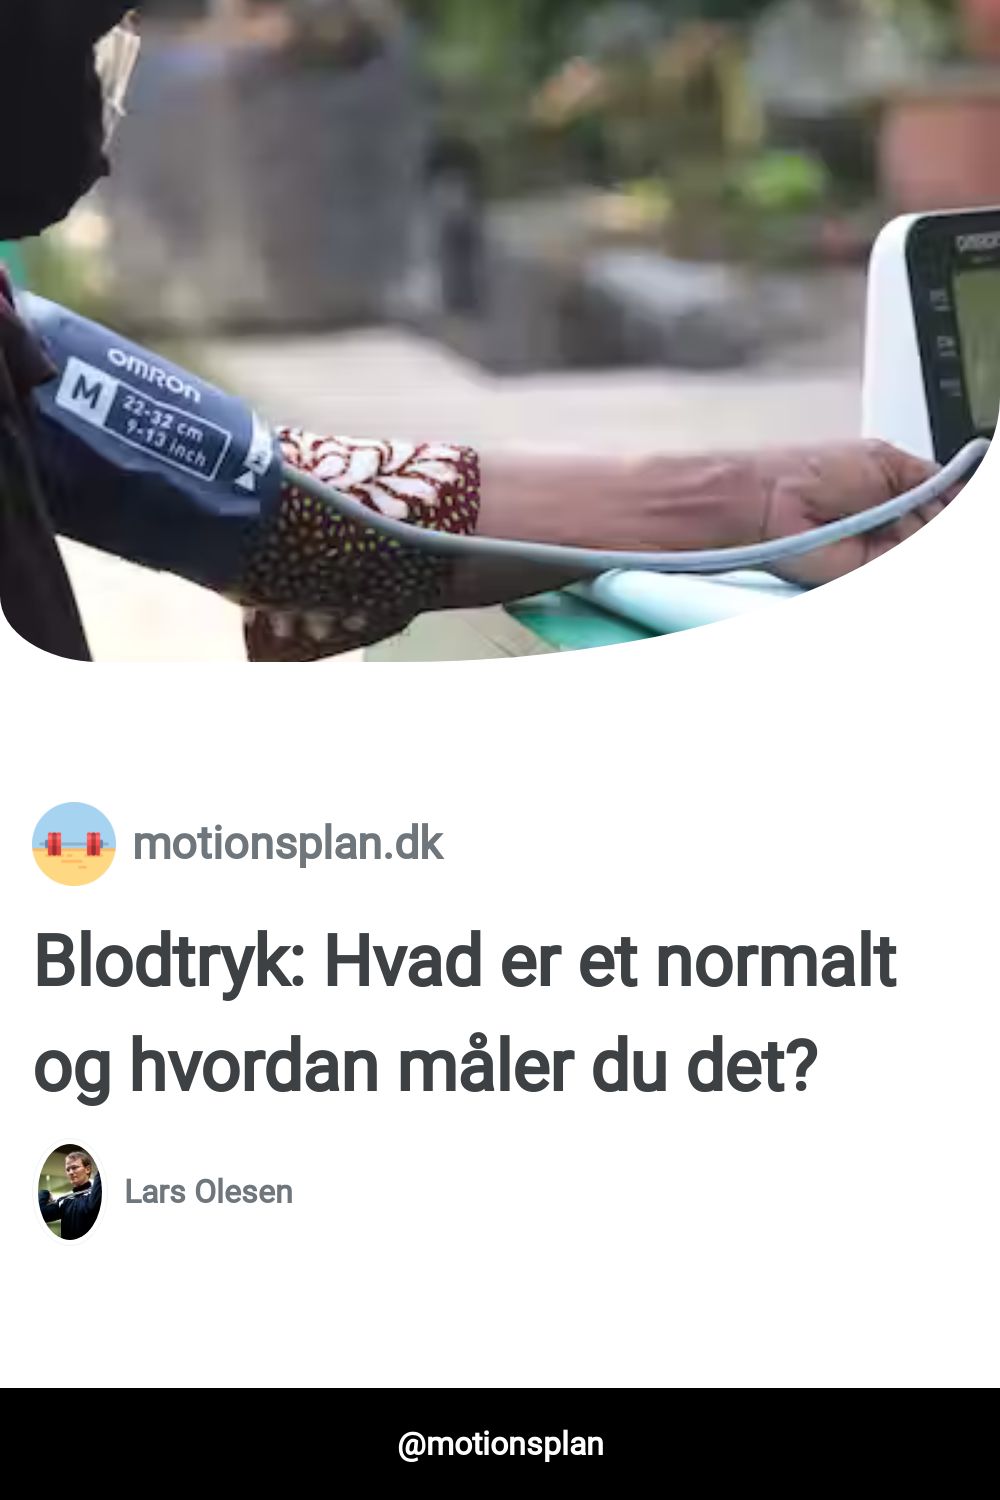 OMRON
OMRON
M
22-32 cm
9-13 inch
motionsplan.dk
Blodtryk: Hvad er et normalt
og hvordan måler du det?
Lars Olesen
@motionsplan